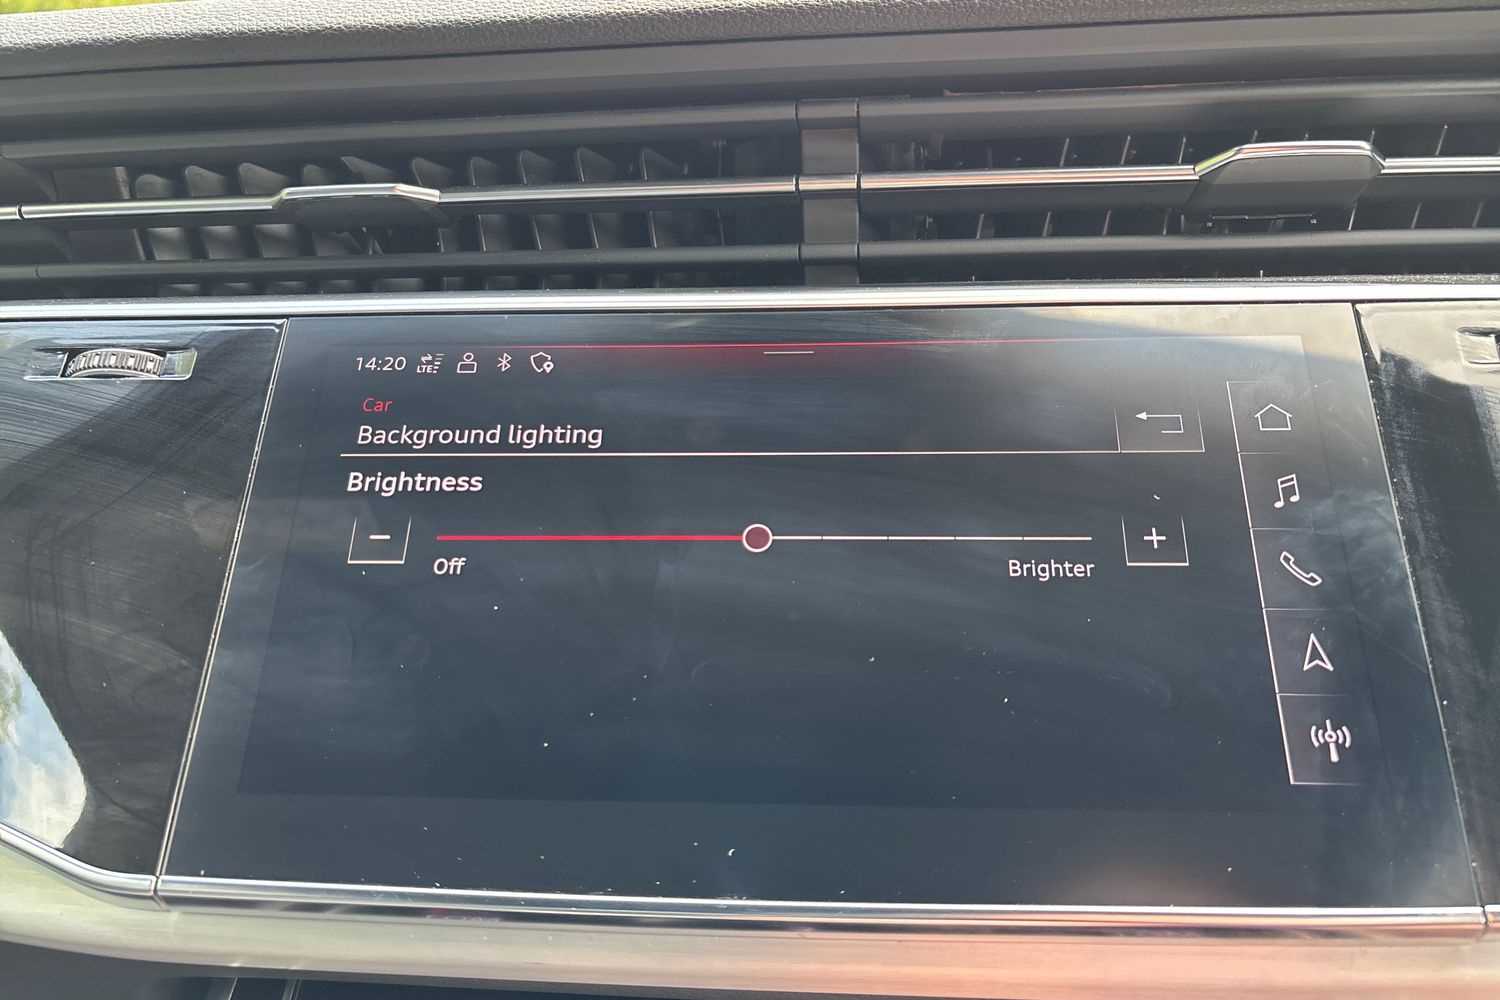 14:20 LTE
Car
Background lighting
Brightness
− +
Off Brighter